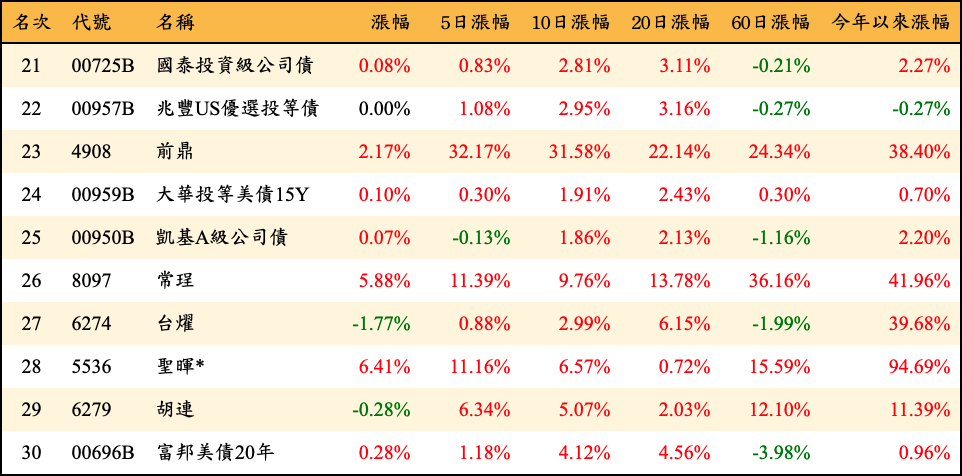 名次 代號 名稱 漲幅 5日漲幅 10日漲幅 20日漲幅 60日漲幅 今年以來漲幅
21 00725B 國泰投資級公司債 0.08% 0.83% 2.81% 3.11% -0.21% 2.27%
22 00957B 兆豐US優選投等債 0.00% 1.08% 2.95% 3.16% -0.27% -0.27%
23 4908 前鼎 2.17% 32.17% 31.58% 22.14% 24.34% 38.40%
24 00959B 大華投等美債15Y 0.10% 0.30% 1.91% 2.43% 0.30% 0.70%
25 00950B 凱基A級公司債 0.07% -0.13% 1.86% 2.13% -1.16% 2.20%
26 8097 常珵 5.88% 11.39% 9.76% 13.78% 36.16% 41.96%
27 6274 台燿 -1.77% 0.88% 2.99% 6.15% -1.99% 39.68%
28 5536 聖暉* 6.41% 11.16% 6.57% 0.72% 15.59% 94.69%
29 6279 胡連 -0.28% 6.34% 5.07% 2.03% 12.10% 11.39%
30 00696B 富邦美債20年 0.28% 1.18% 4.12% 4.56% -3.98% 0.96%